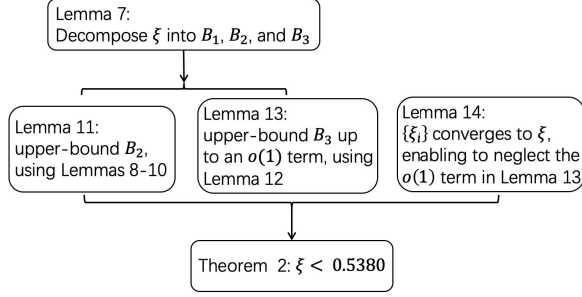 Lemma 7:
Decompose ξ into B₁, B₂, and B₃
Lemma 11:
upper-bound B₂,
using Lemmas 8-10
Lemma 13:
upper-bound B₃ up
to an o(1) term, using
Lemma 12
Lemma 14:
{ξᵢ} converges to ξ,
enabling to neglect the
o(1) term in Lemma 13
Theorem 2: ξ < 0.5380